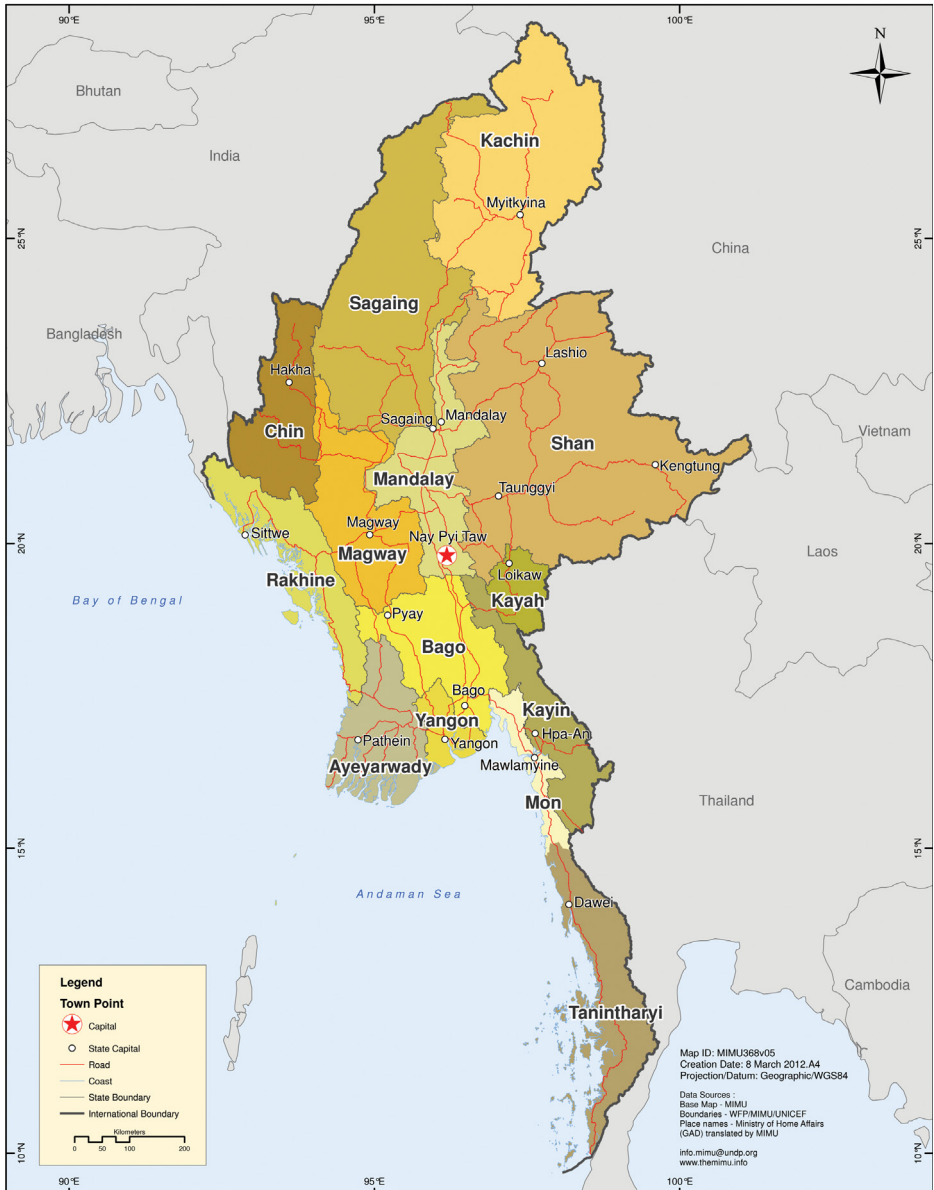 90°E
95°E
100°E
N
Bhutan
India
Kachin
Myitkyina
25°N
25°N
China
Sagaing
Bangladesh
Lashio
Hakha
Sagaing
Mandalay
Chin
Shan
Vietnam
Kengtung
Mandalay
Taunggyi
Magway
Nay Pyi Taw
Sittwe
20°N
20°N
Magway
Laos
Rakhine
Loikaw
Kayah
Bay of Bengal
Pyay
Bago
Bago
Kayin
Yangon
Hpa-An
Pathein
Yangon
Ayeyarwady
Mawlamyine
Mon
Thailand
15°N
15°N
Andaman Sea
Dawei
Cambodia
Tanintharyi
Legend
Town Point
Capital
State Capital
Road
Coast
State Boundary
International Boundary
Kilometers
0 50 100 200
Map ID: MIMU368v05
Creation Date: 8 March 2012.A4
Projection/Datum: Geographic/WGS84
Data Sources :
Base Map - MIMU
Boundaries - WFP/MIMU/UNICEF
Place names - Ministry of Home Affairs
(GAD) translated by MIMU
info.mimu@undp.org
www.themimu.info
10°N
10°N
90°E
95°E
100°E